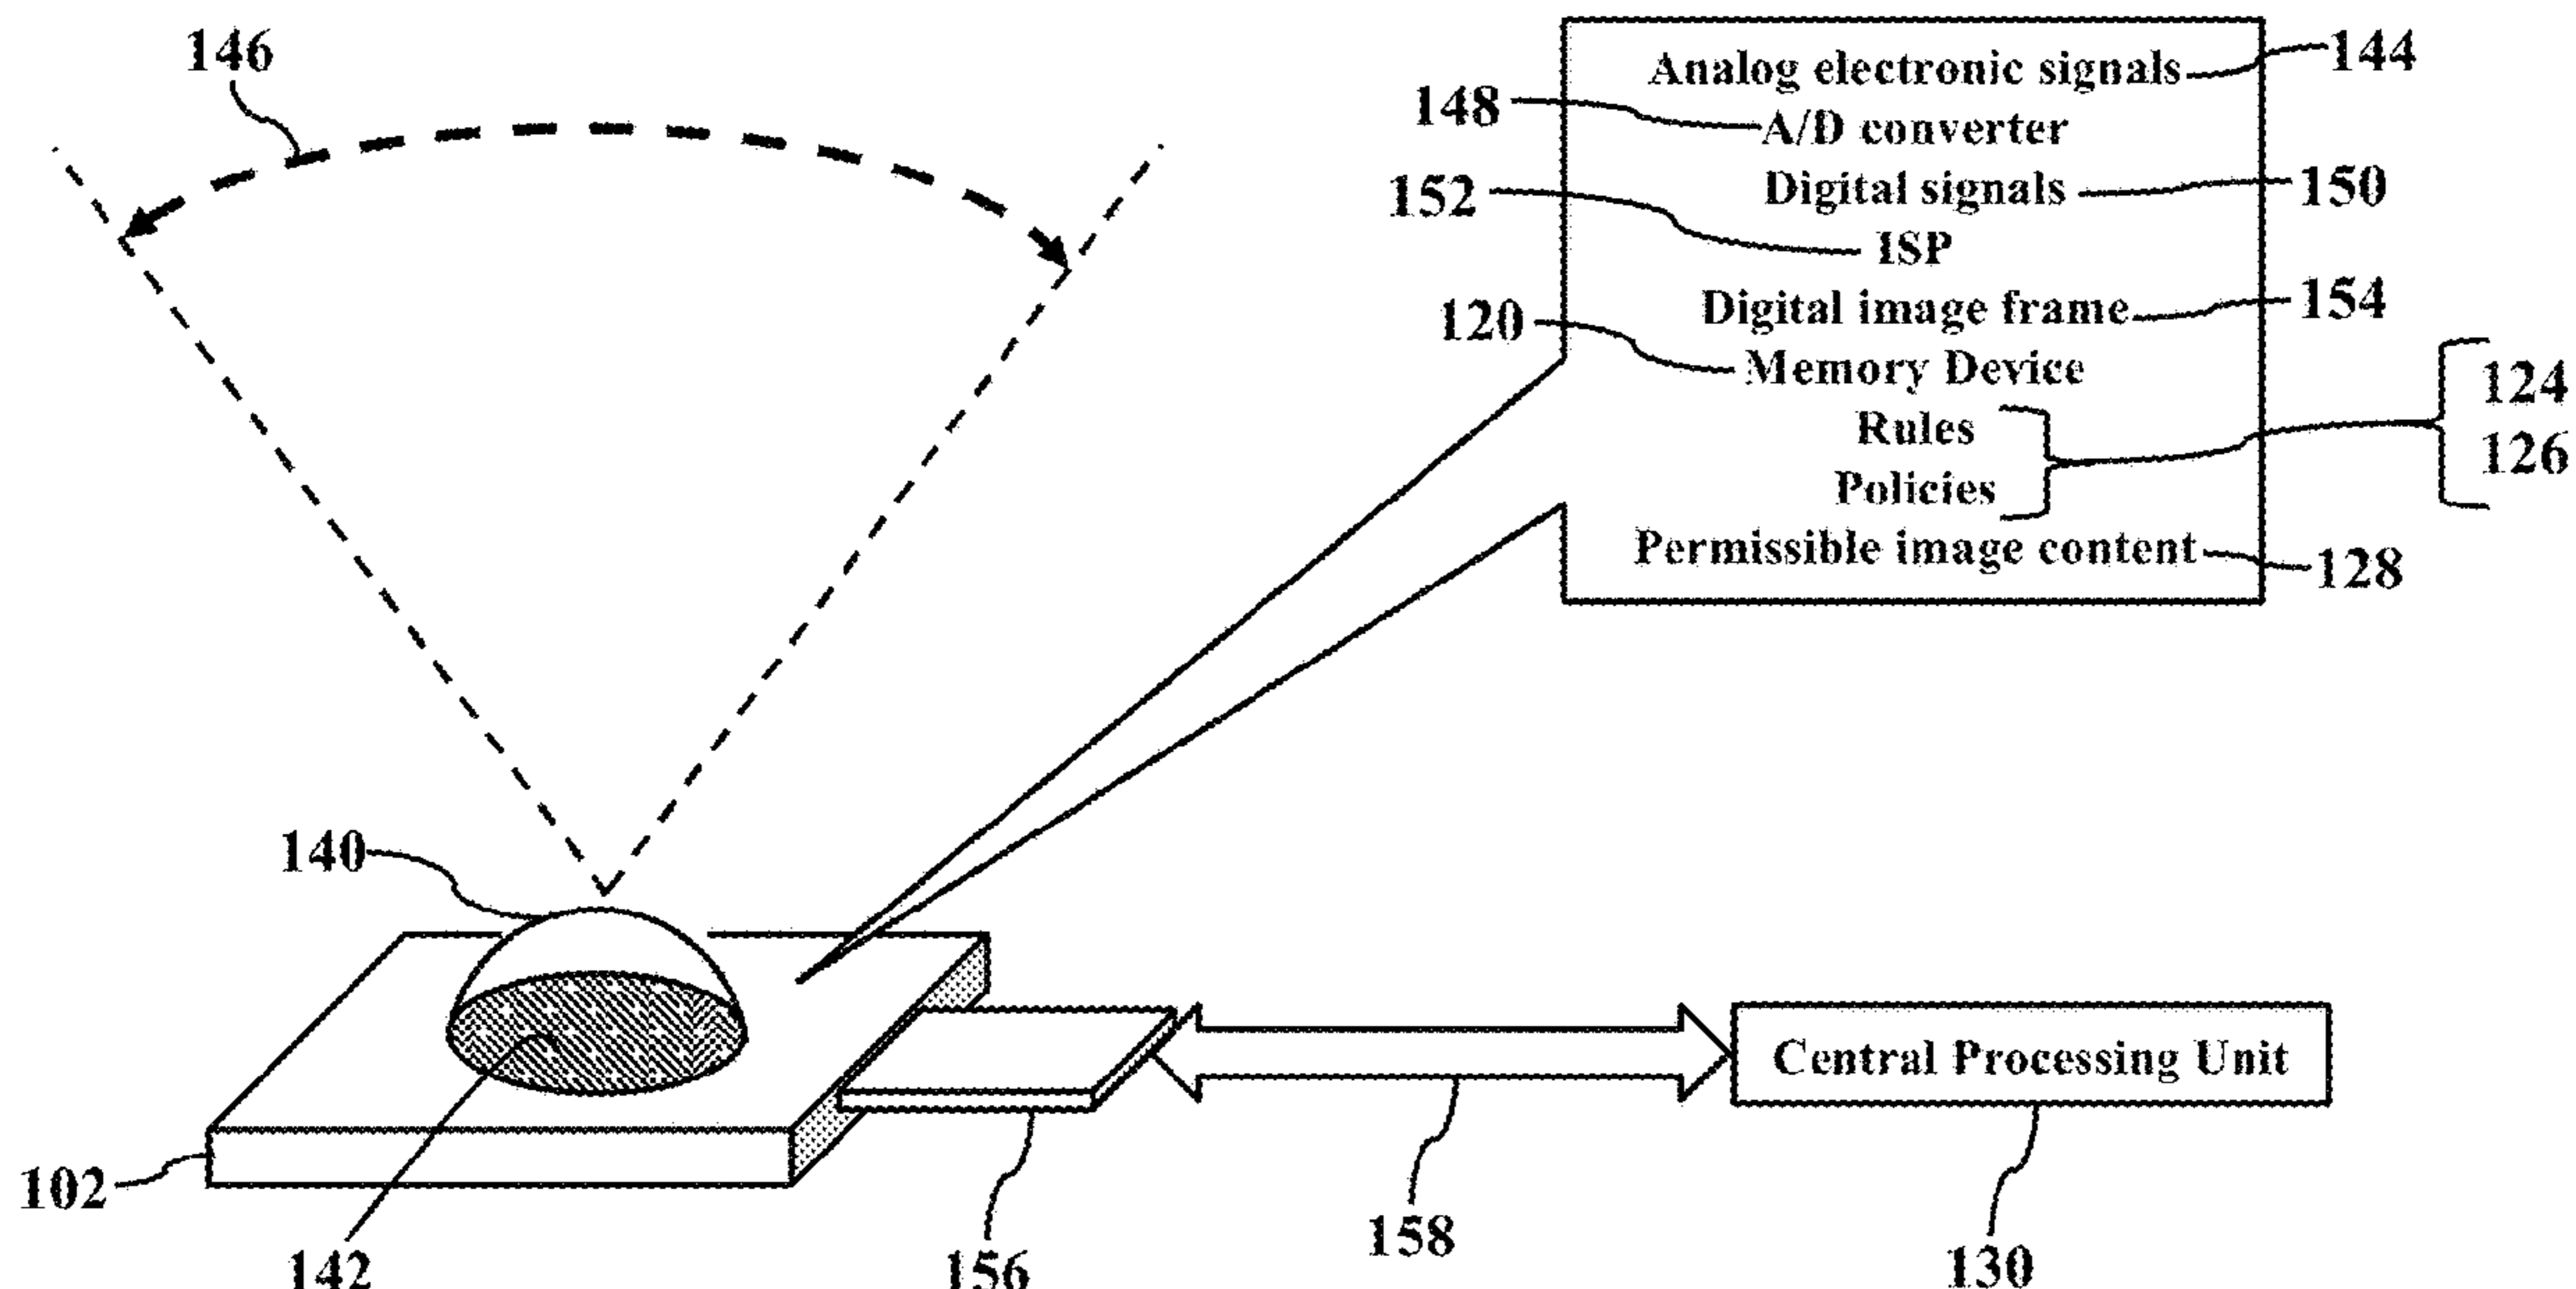 146
Analog electronic signals 144
148 A/D converter
Digital signals 150
152 ISP
Digital image frame 154
120 Memory Device
Rules 124
Policies 126
Permissible image content 128
140
Central Processing Unit
102
142
156
158
130